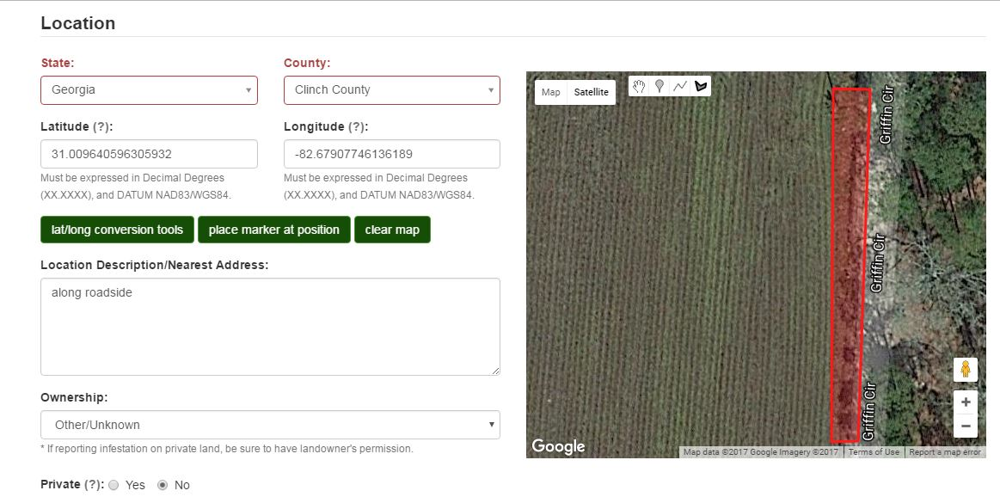 Location
State:
County:
Georgia
Clinch County
Latitude (?):
Longitude (?):
31.009640596305932
-82.67907746136189
Must be expressed in Decimal Degrees
(XX.XXXX), and DATUM NAD83/WGS84.
Must be expressed in Decimal Degrees
(XX.XXXX), and DATUM NAD83/WGS84.
lat/long conversion tools
place marker at position
clear map
Location Description/Nearest Address:
along roadside
Ownership:
Other/Unknown
* If reporting infestation on private land, be sure to have landowner's permission.
Private (?):
Yes
No
Map
Satellite
Griffin Cir
Griffin Cir
Griffin Cir
Google
Map data ©2017 Google Imagery ©2017
Terms of Use
Report a map error